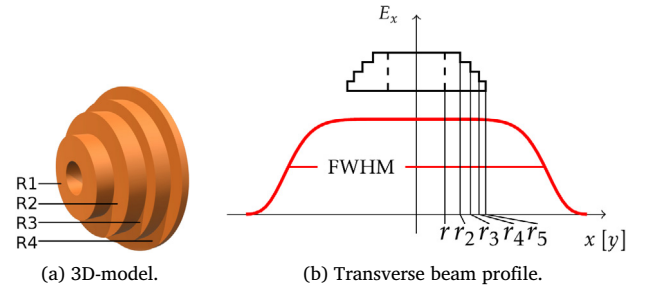 E_x
R1
R2
R3
R4
FWHM
r r_2 r_3 r_4 r_5
x [y]
(a) 3D-model.
(b) Transverse beam profile.